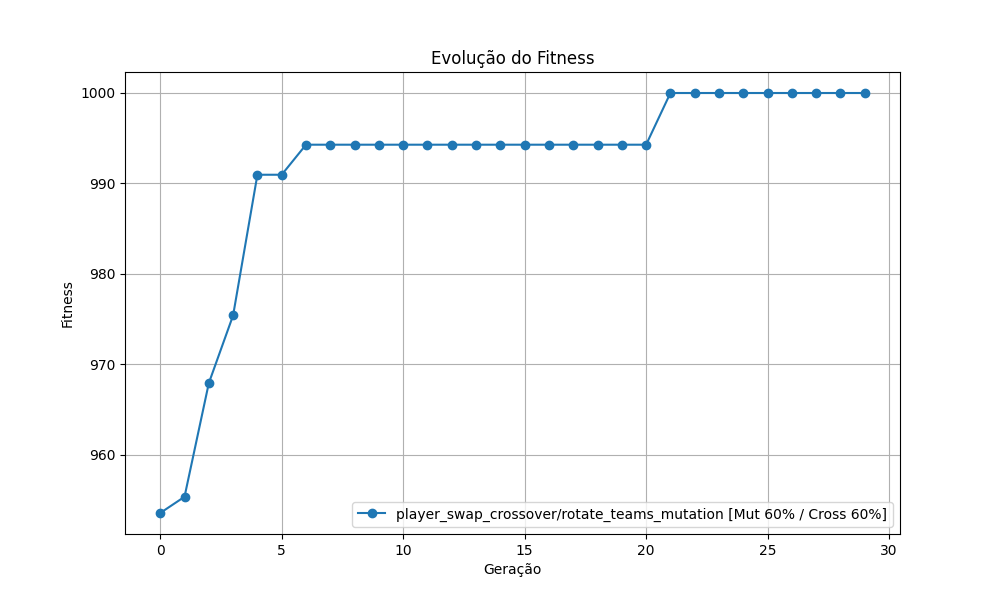 Evolução do Fitness
1000
990
980
970
960
Fitness
0 5 10 15 20 25 30
Geração
player_swap_crossover/rotate_teams_mutation [Mut 60% / Cross 60%]